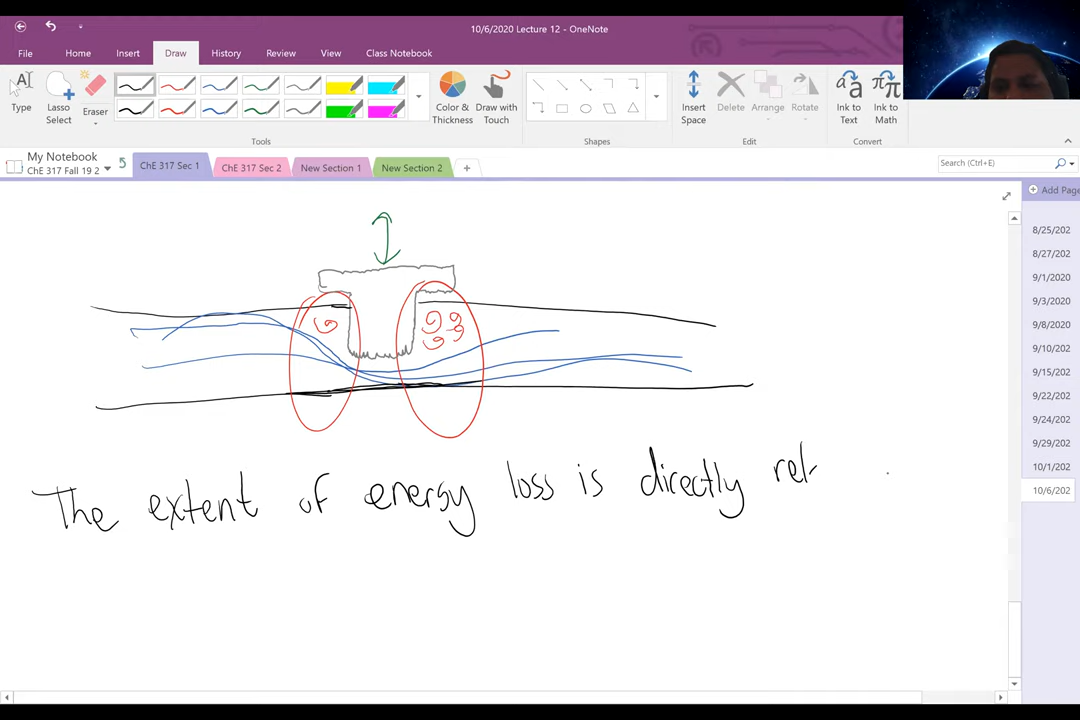 10/6/2020 Lecture 12 - OneNote
File Home Insert Draw History Review View Class Notebook
Type
Lasso Select
Eraser
Color & Thickness
Draw with Touch
Insert Space
Delete
Arrange
Rotate
Ink to Text
Ink to Math
Tools
Shapes
Edit
Convert
My Notebook
ChE 317 Fall 19 2
ChE 317 Sec 1
ChE 317 Sec 2
New Section 1
New Section 2
+
Search (Ctrl+E)
Add Page
8/25/202
8/27/202
9/1/2020
9/3/2020
9/8/2020
9/10/202
9/15/202
9/22/202
9/24/202
9/29/202
10/1/202
10/6/202
The extent of energy loss is directly rel